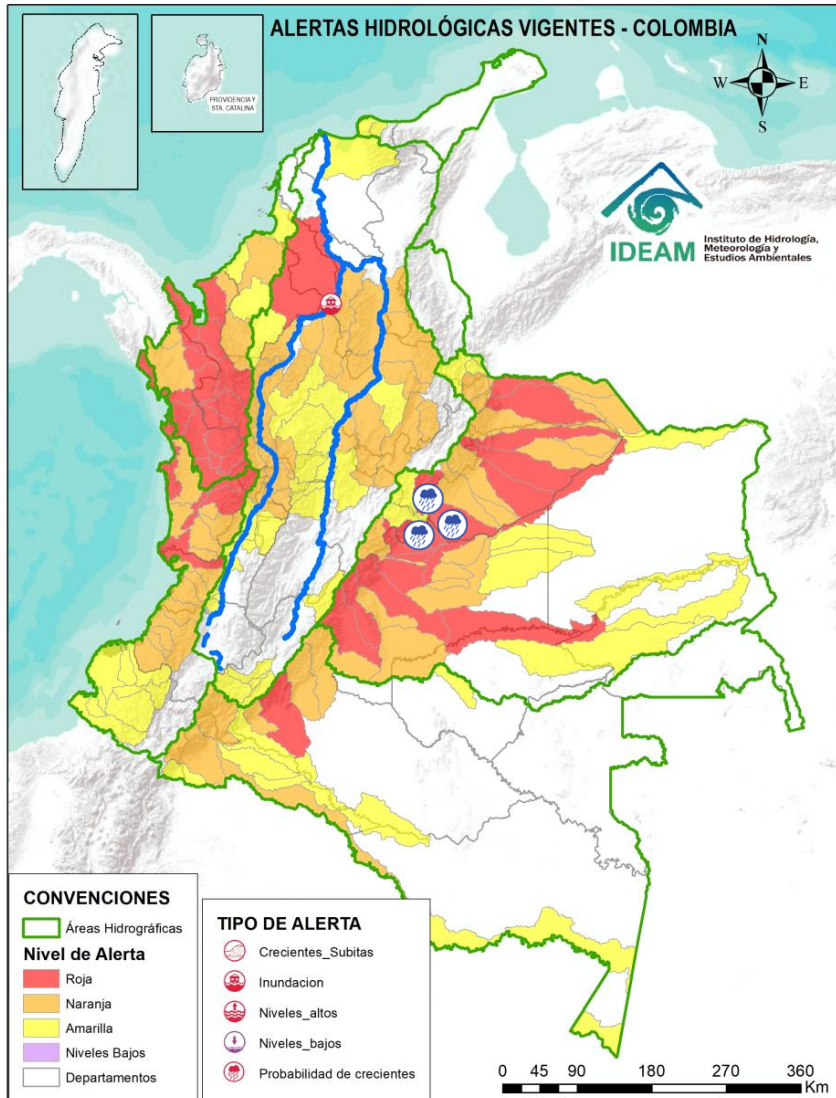 ALERTAS HIDROLÓGICAS VIGENTES - COLOMBIA
PROVIDENCIA Y
STA. CATALINA
N
W
E
S
IDEAM
Instituto de Hidrología,
Meteorología y
Estudios Ambientales
CONVENCIONES
Áreas Hidrográficas
Nivel de Alerta
Roja
Naranja
Amarilla
Niveles Bajos
Departamentos
TIPO DE ALERTA
Crecientes_Subitas
Inundacion
Niveles_altos
Niveles_bajos
Probabilidad de crecientes
0 45 90 180 270 360
Km